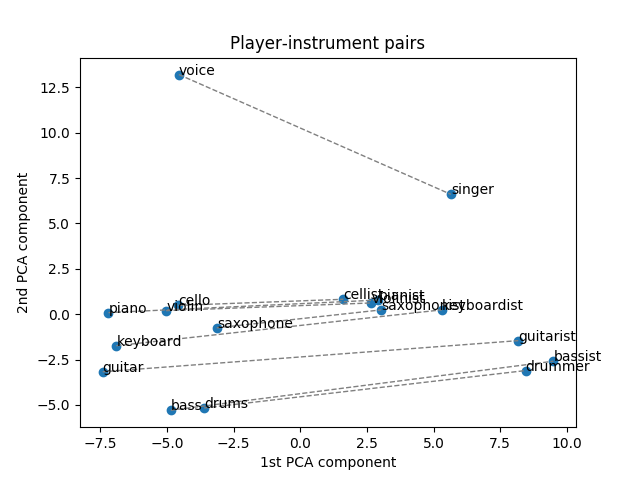 Player-instrument pairs
voice
singer
cellist
pianist
violinist
cello
violin
piano
saxophonist
keyboardist
saxophone
keyboard
guitarist
guitar
bassist
drummer
bass
drums
12.5
10.0
7.5
5.0
2.5
0.0
−2.5
−5.0
2nd PCA component
−7.5 −5.0 −2.5 0.0 2.5 5.0 7.5 10.0
1st PCA component